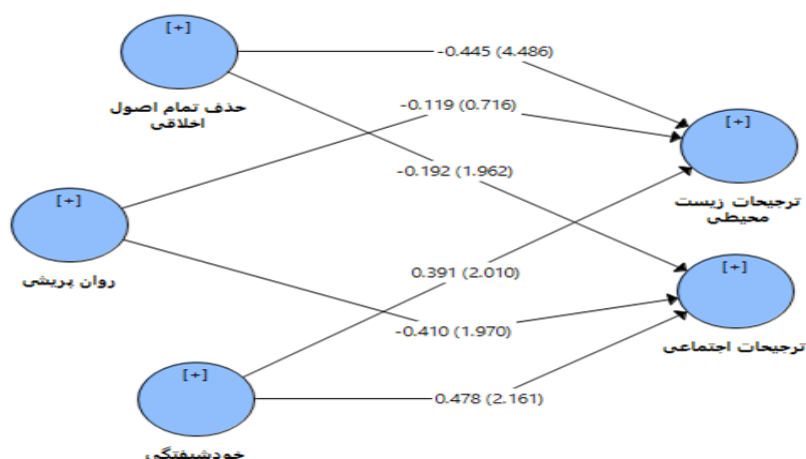 [+]
حذف تمام اصول
اخلاقی
-0.445 (4.486)
-0.119 (0.716)
[+]
ترجیحات زیست
محیطی
-0.192 (1.962)
[+]
روان پریشی
0.391 (2.010)
[+]
ترجیحات اجتماعی
-0.410 (1.970)
[+]
خودشیفتگی
0.478 (2.161)